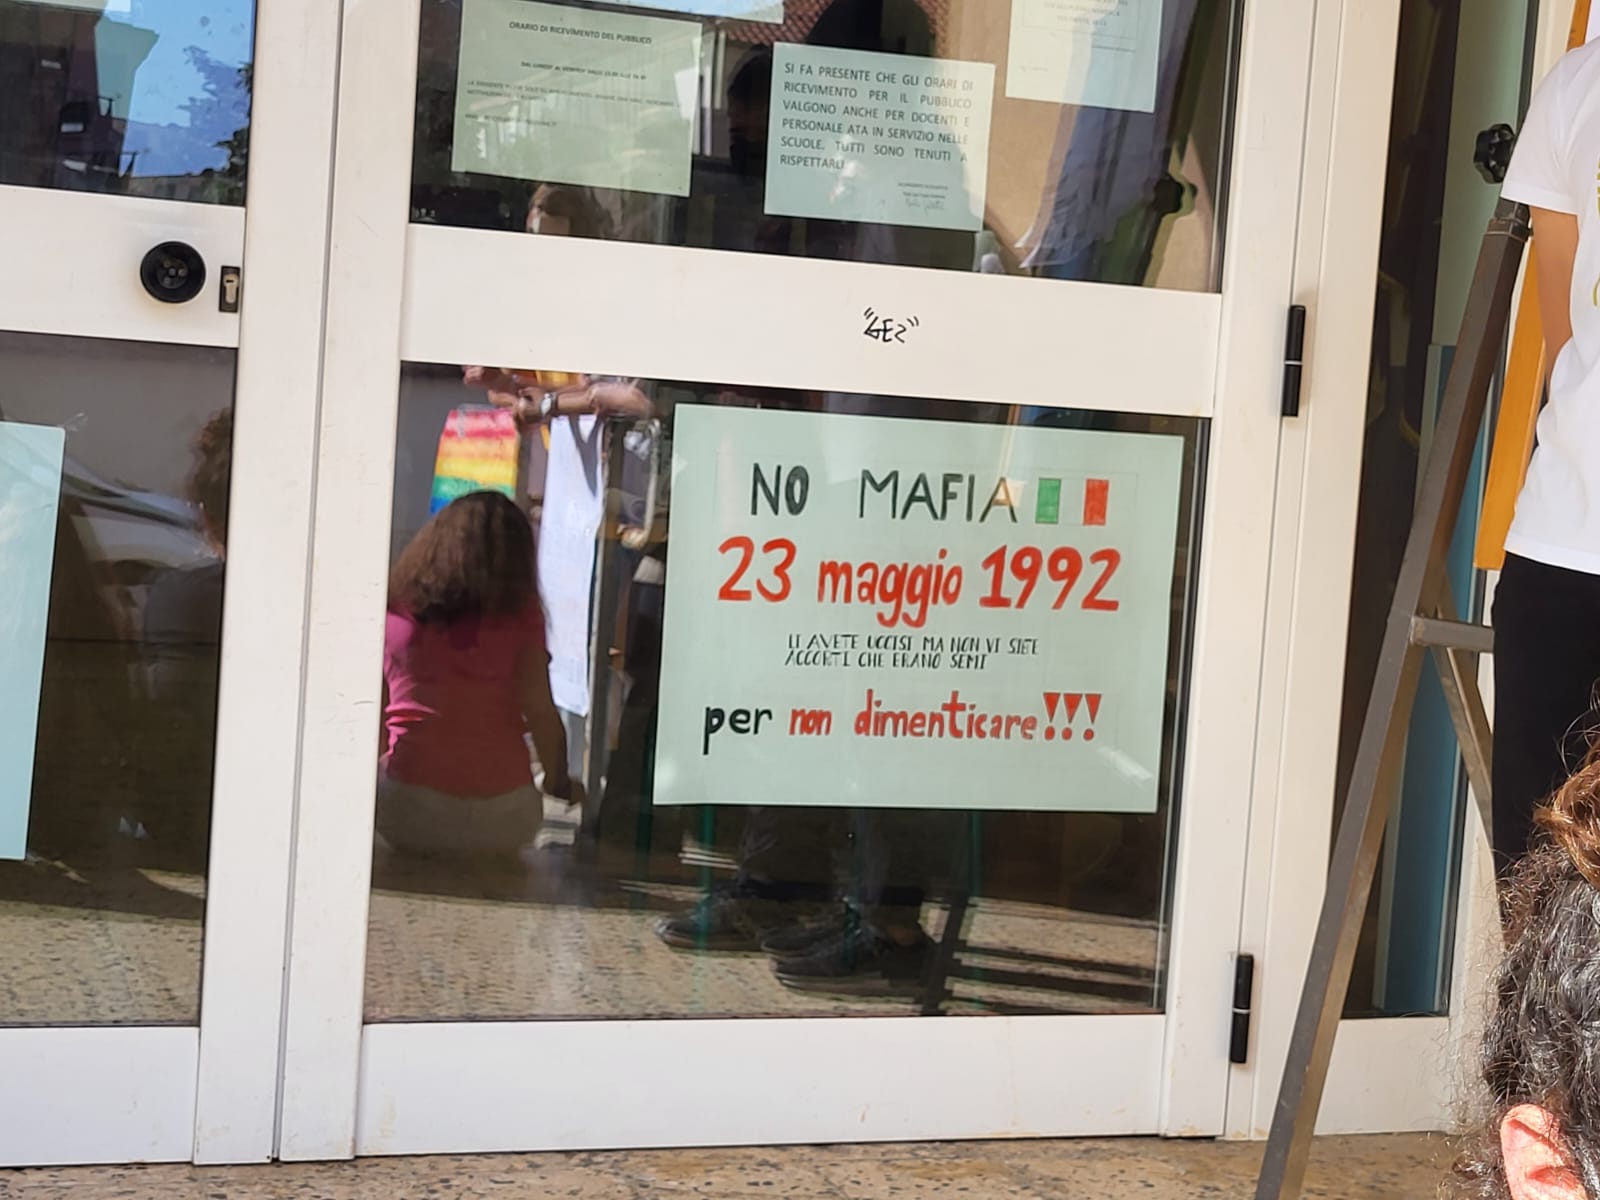 ORARIO DI RICEVIMENTO DEL PUBBLICO
SI FA PRESENTE CHE GLI ORARI DI
RICEVIMENTO PER IL PUBBLICO
VALGONO ANCHE PER DOCENTI E
PERSONALE ATA IN SERVIZIO NELLE
SCUOLE. TUTTI SONO TENUTI A
RISPETTARLI
"GEZ"
NO MAFIA
23 maggio 1992
LI AVETE UCCISI MA NON VI SIETE
ACCORTI CHE ERANO SEMI
per non dimenticare!!!